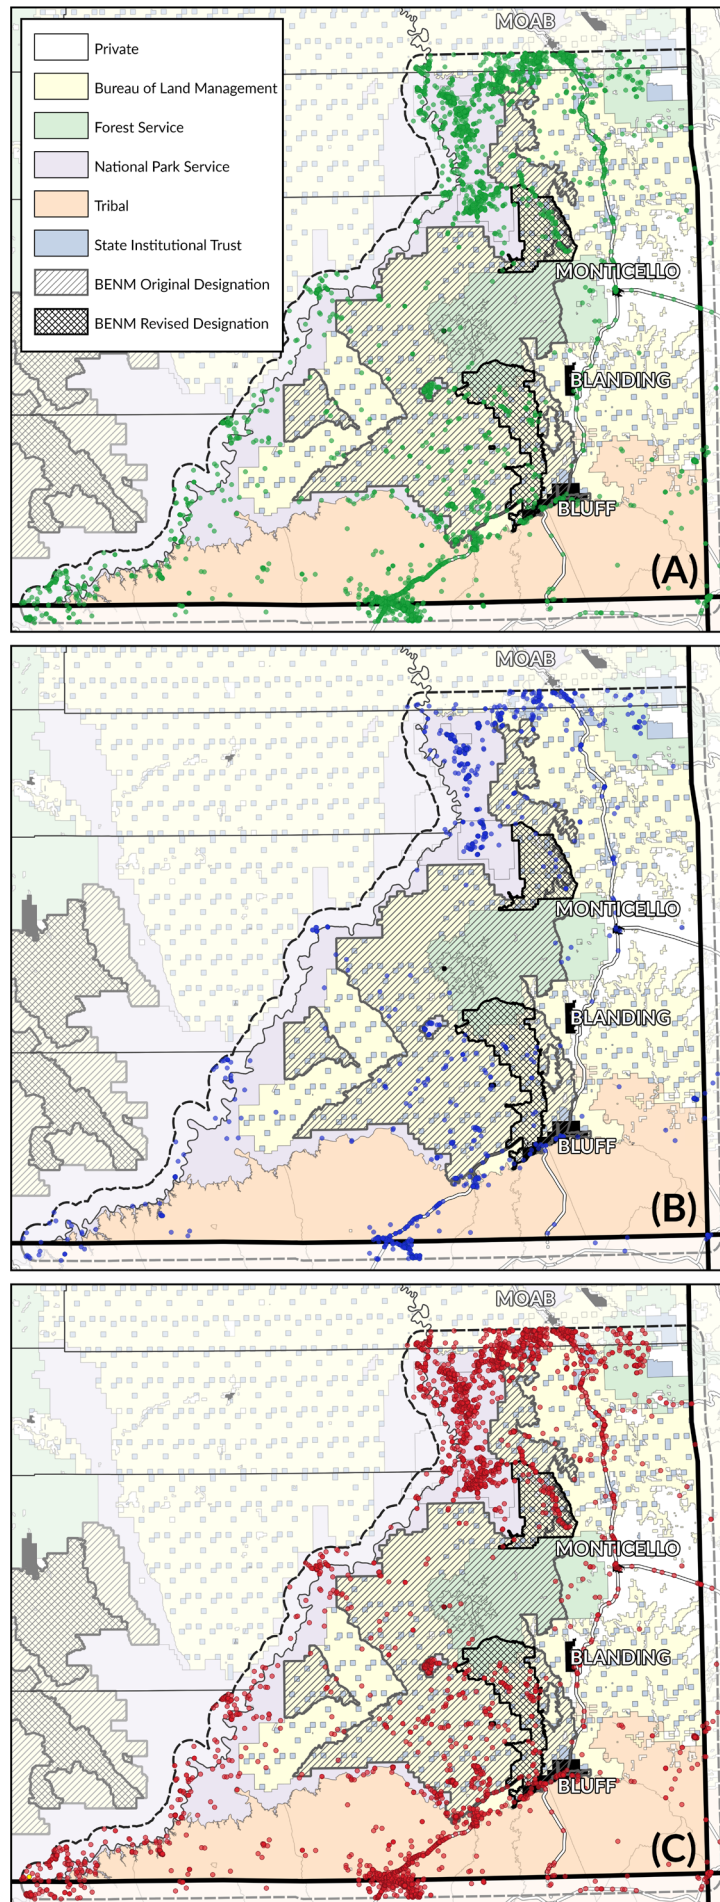 MOAB
Private
Bureau of Land Management
Forest Service
National Park Service
Tribal
State Institutional Trust
BENM Original Designation
BENM Revised Designation
MONTICELLO
BLANDING
BLUFF
(A)
MOAB
MONTICELLO
BLANDING
BLUFF
(B)
MOAB
MONTICELLO
BLANDING
BLUFF
(C)